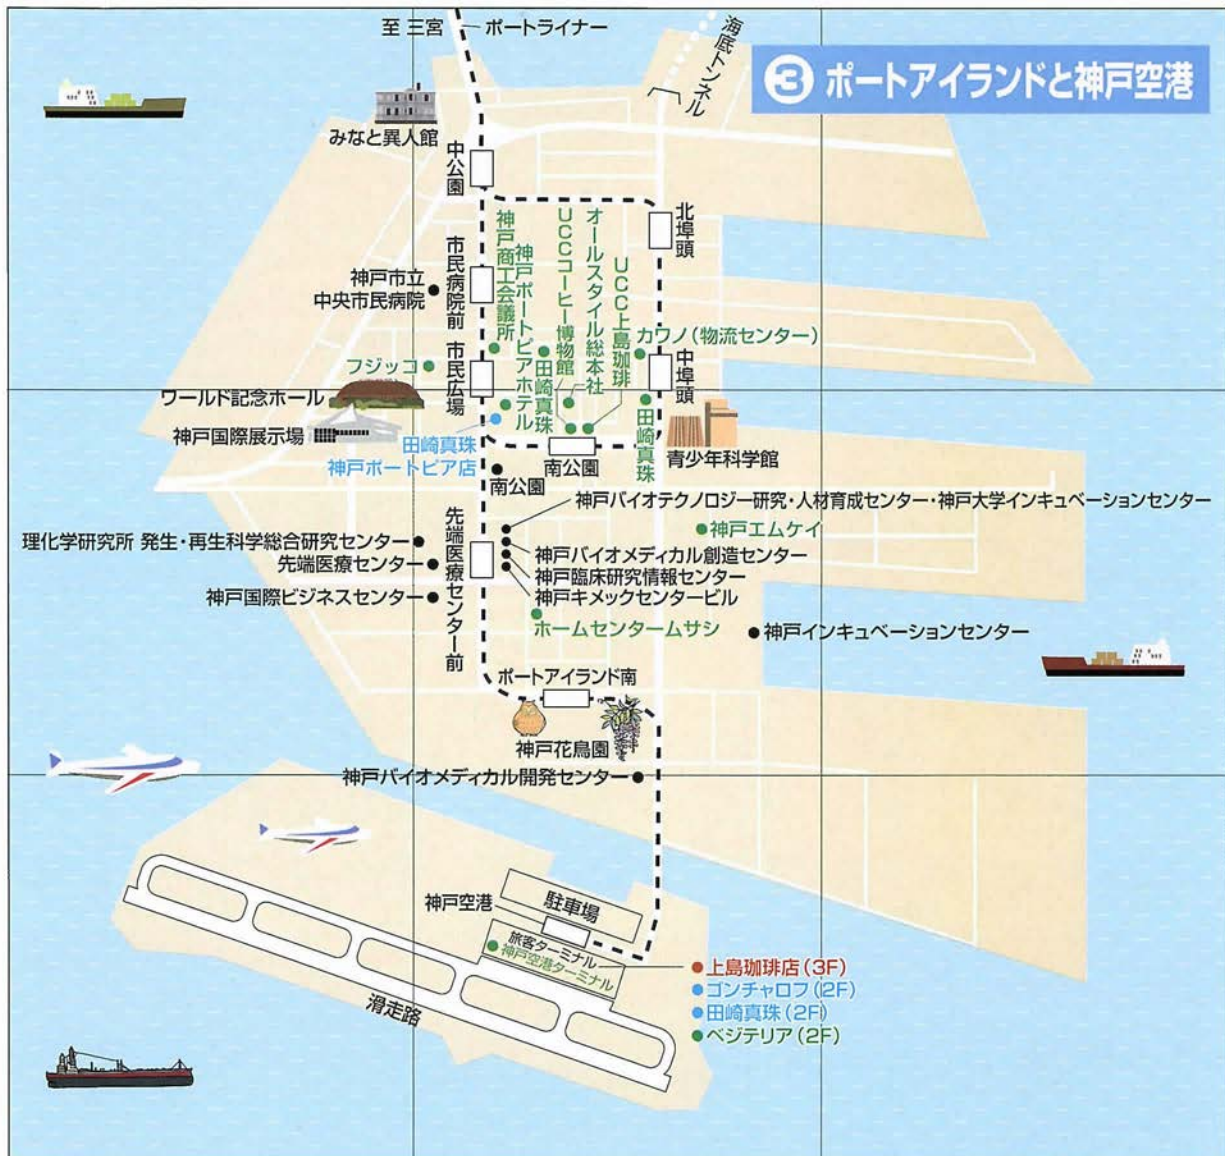 至 三宮
ポートライナー
海底トンネル
③ ポートアイランドと神戸空港
みなと異人館
中公園
北埠頭
市民病院前
神戸市立
中央市民病院
神戸商工会議所
神戸ポートピアホテル
田崎真珠
UCCコーヒー
博物館
オールスタイル総本社
UCC上島珈琲
カワノ(物流センター)
中埠頭
フジッコ
市民広場
ワールド記念ホール
神戸国際展示場
田崎真珠
神戸ポートピア店
田崎真珠
青少年科学館
南公園
南公園
神戸バイオテクノロジー研究・人材育成センター・神戸大学インキュベーションセンター
神戸エムケイ
理化学研究所 発生・再生科学総合研究センター
先端医療センター前
神戸バイオメディカル創造センター
先端医療センター
神戸臨床研究情報センター
神戸国際ビジネスセンター
神戸キメックセンタービル
ホームセンタームサシ
神戸インキュベーションセンター
ポートアイランド南
神戸花鳥園
神戸バイオメディカル開発センター
駐車場
神戸空港
旅客ターミナル
神戸空港ターミナル
滑走路
上島珈琲店(3F)
ゴンチャロフ(2F)
田崎真珠(2F)
ベジテリア(2F)